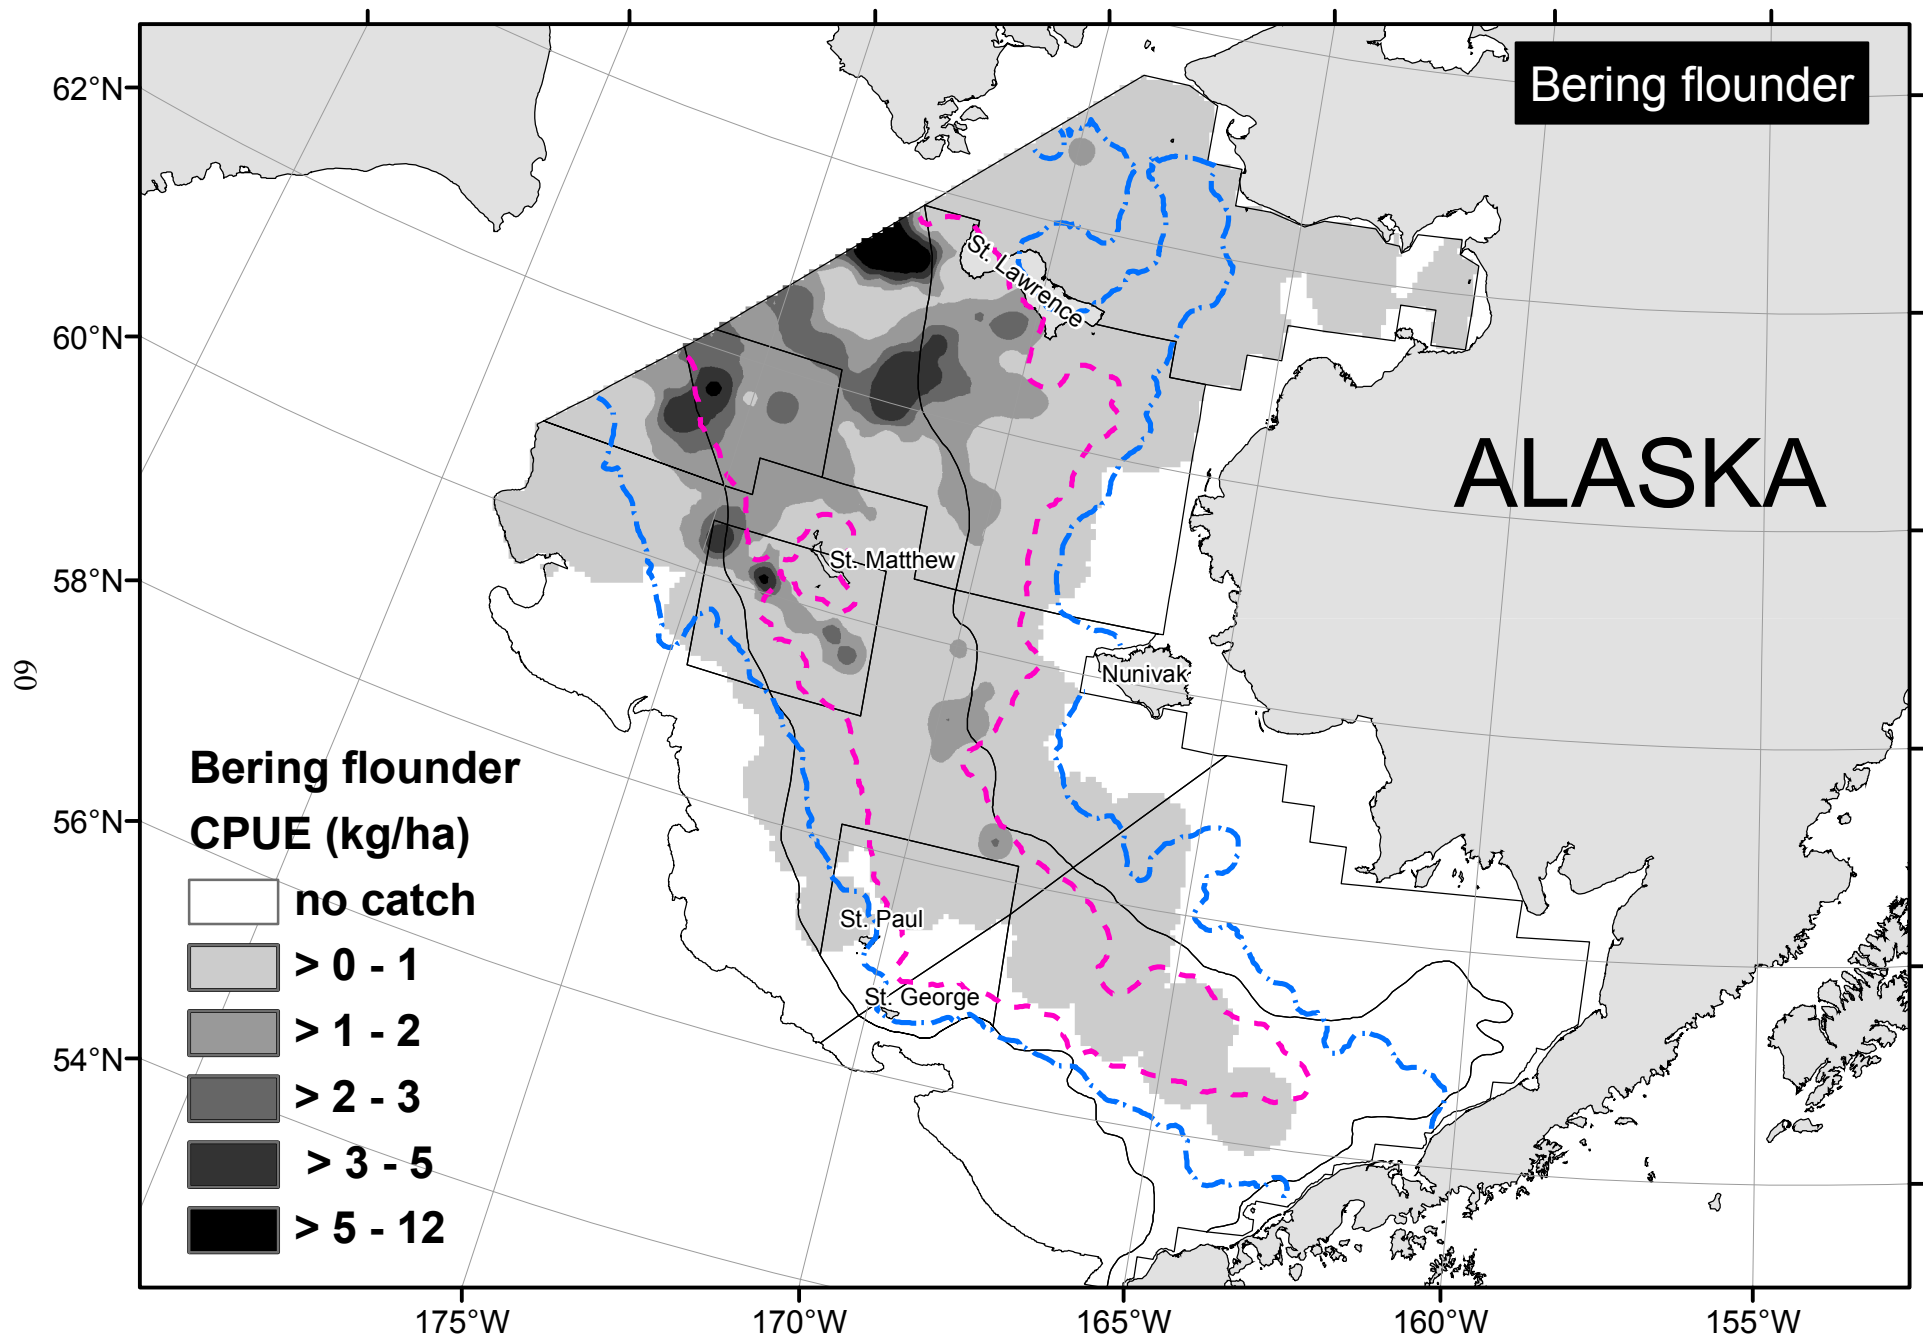 Bering flounder
62°N
60°N
58°N
56°N
54°N
ALASKA
St. Lawrence
St. Matthew
Nunivak
St. Paul
St. George
60
Bering flounder
CPUE (kg/ha)
no catch
> 0 - 1
> 1 - 2
> 2 - 3
> 3 - 5
> 5 - 12
175°W
170°W
165°W
160°W
155°W